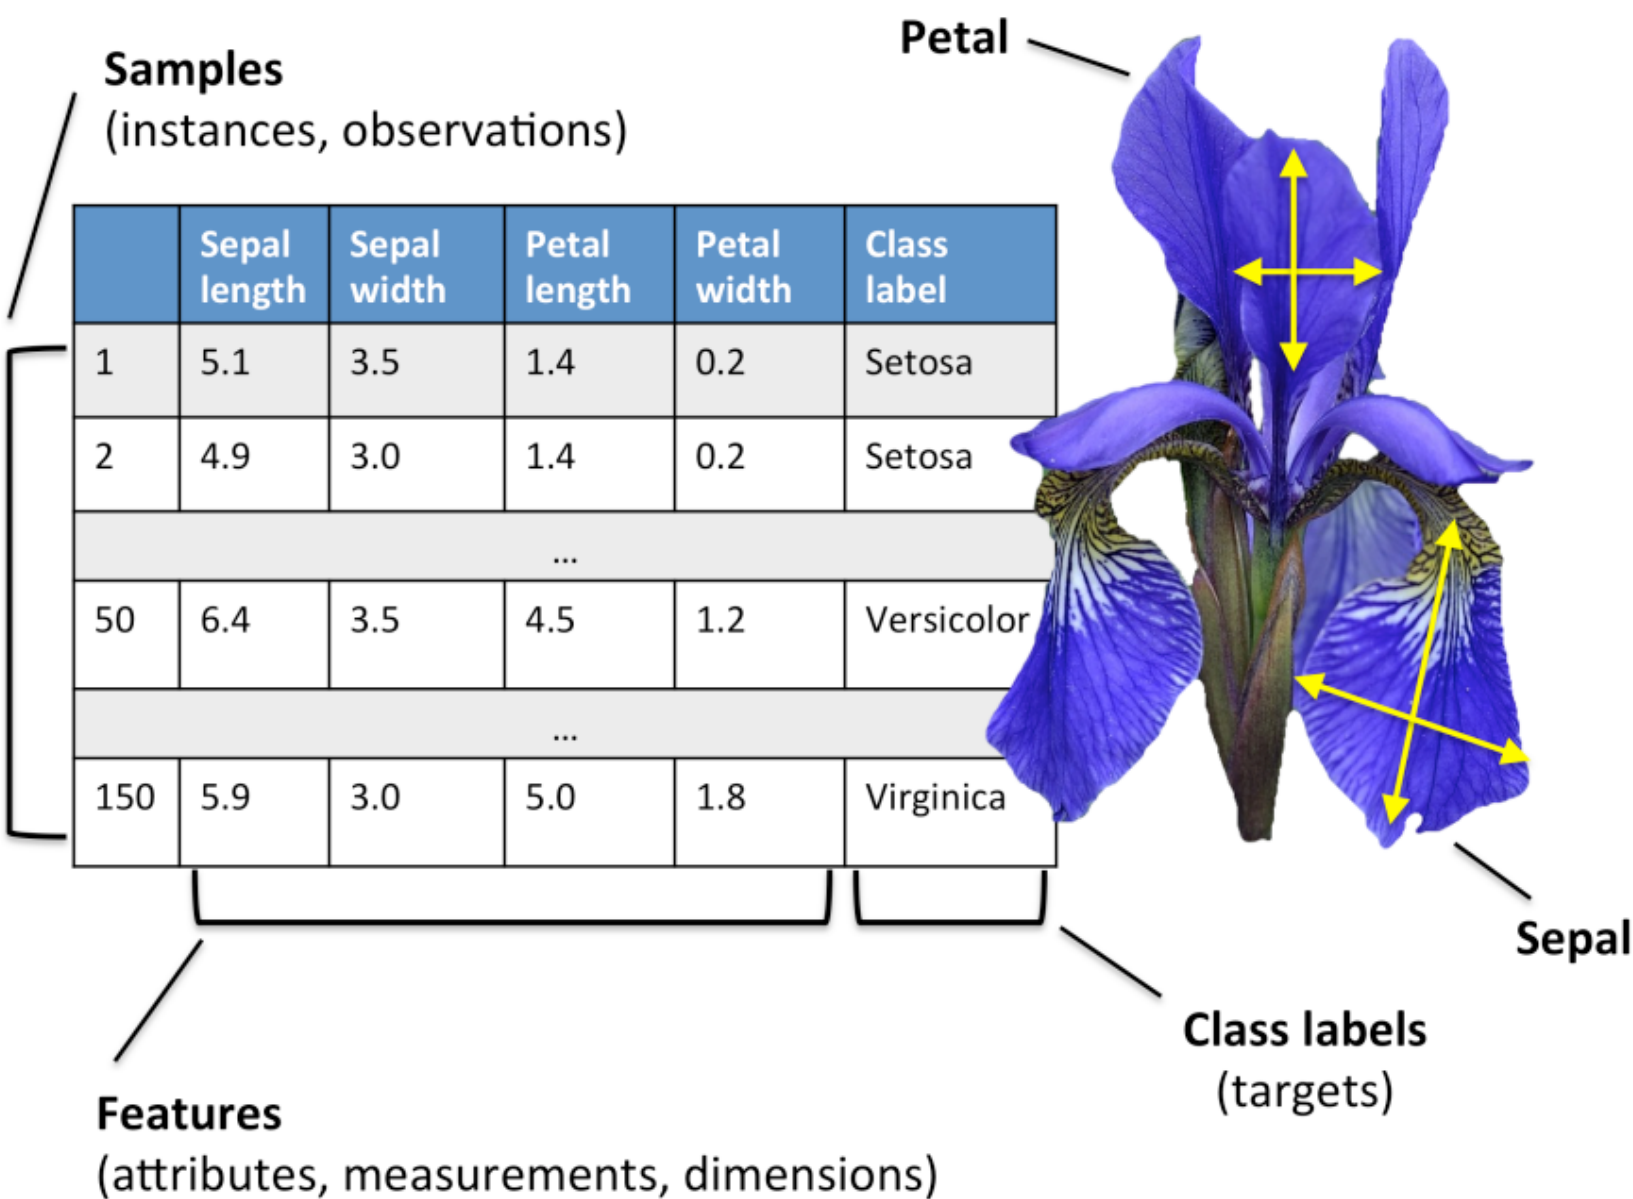 Petal
Samples
(instances, observations)
Sepal length Sepal width Petal length Petal width Class label
1 5.1 3.5 1.4 0.2 Setosa
2 4.9 3.0 1.4 0.2 Setosa
...
50 6.4 3.5 4.5 1.2 Versicolor
...
150 5.9 3.0 5.0 1.8 Virginica
Sepal
Class labels
(targets)
Features
(attributes, measurements, dimensions)